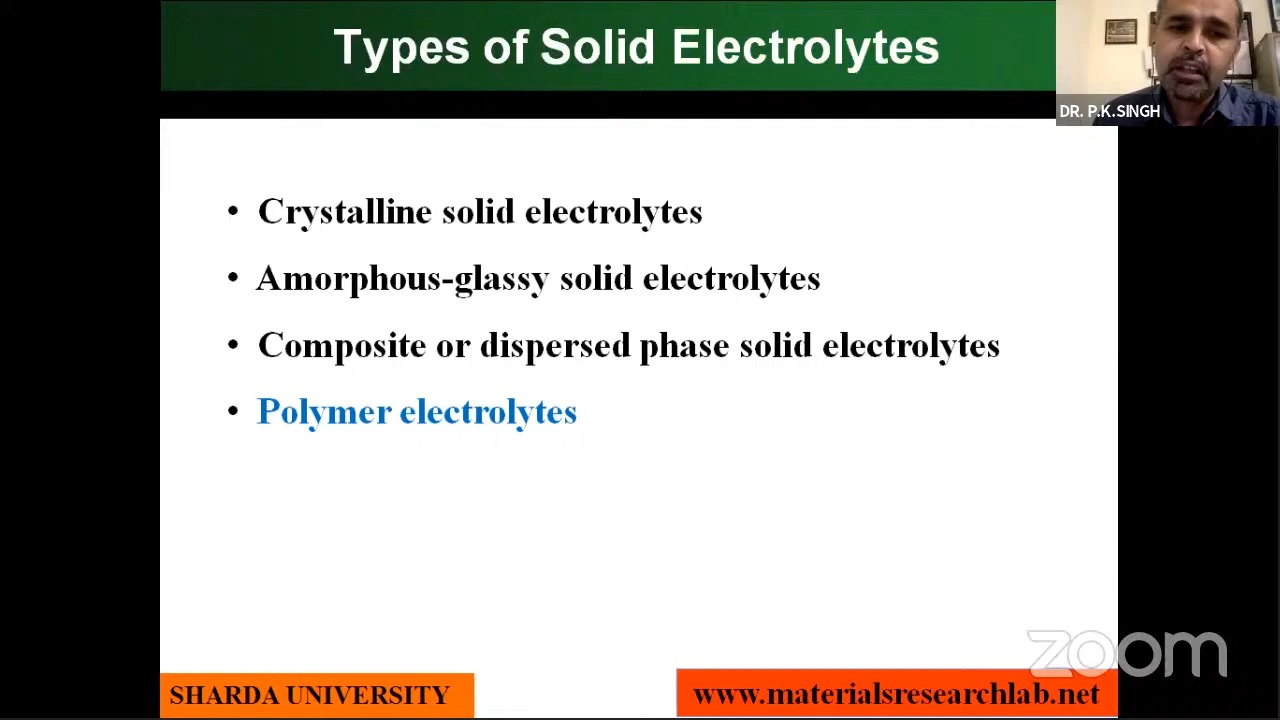 Types of Solid Electrolytes
DR. P.K.SINGH
• Crystalline solid electrolytes
• Amorphous-glassy solid electrolytes
• Composite or dispersed phase solid electrolytes
• Polymer electrolytes
zoom
SHARDA UNIVERSITY
www.materialsresearchlab.net